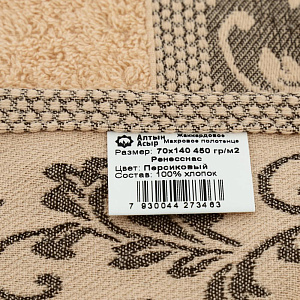 Алтын Асыр
Жаккардовое
Махровое полотенце
Размер: 70x140 450 гр/м2
Ренессанс
Цвет: Персиковый
Состав: 100% хлопок
7 930044 273463